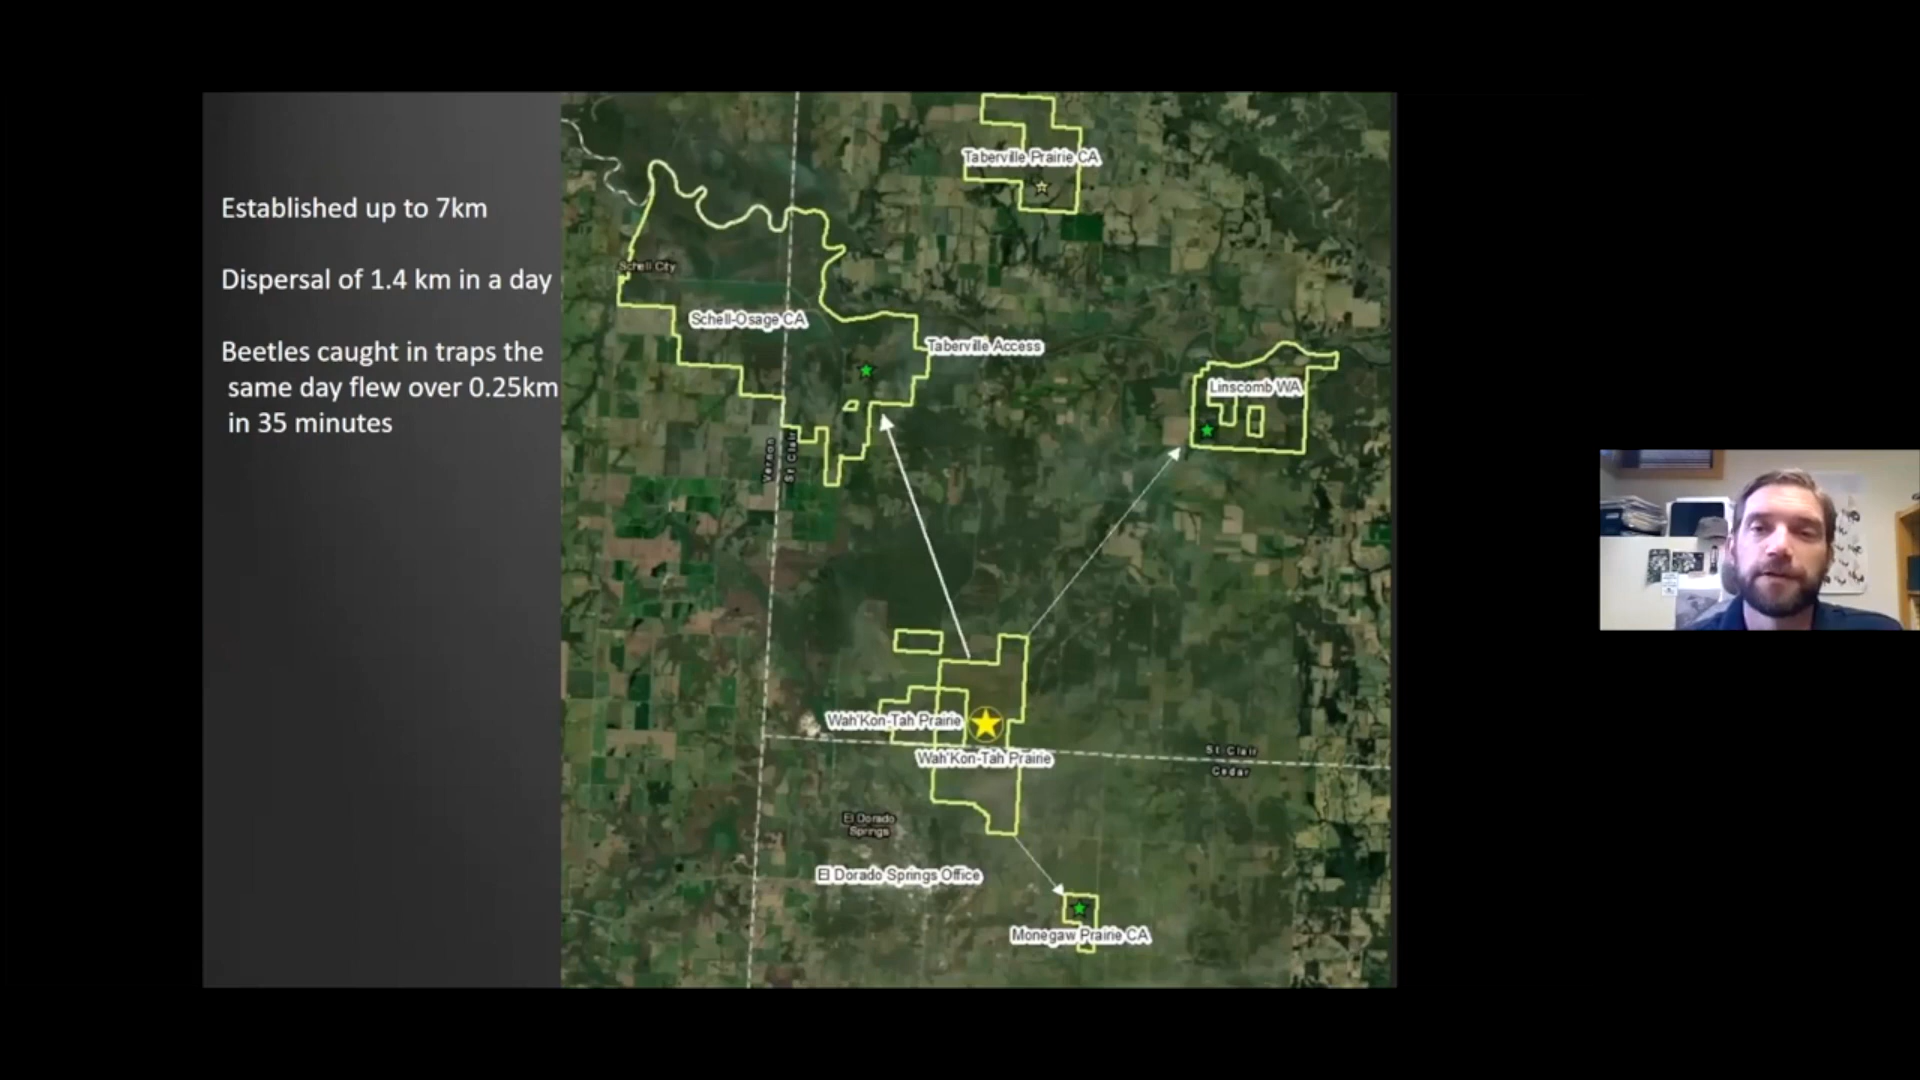 Established up to 7km
Dispersal of 1.4 km in a day
Beetles caught in traps the
same day flew over 0.25km
in 35 minutes
Taberville Prairie CA
Schell City
Schell-Osage CA
Taberville Access
Linscomb WA
Vernon
St Clair
Wah'Kon-Tah Prairie
Wah'Kon-Tah Prairie
St Clair
Cedar
El Dorado
Springs
El Dorado Springs Office
Monegaw Prairie CA